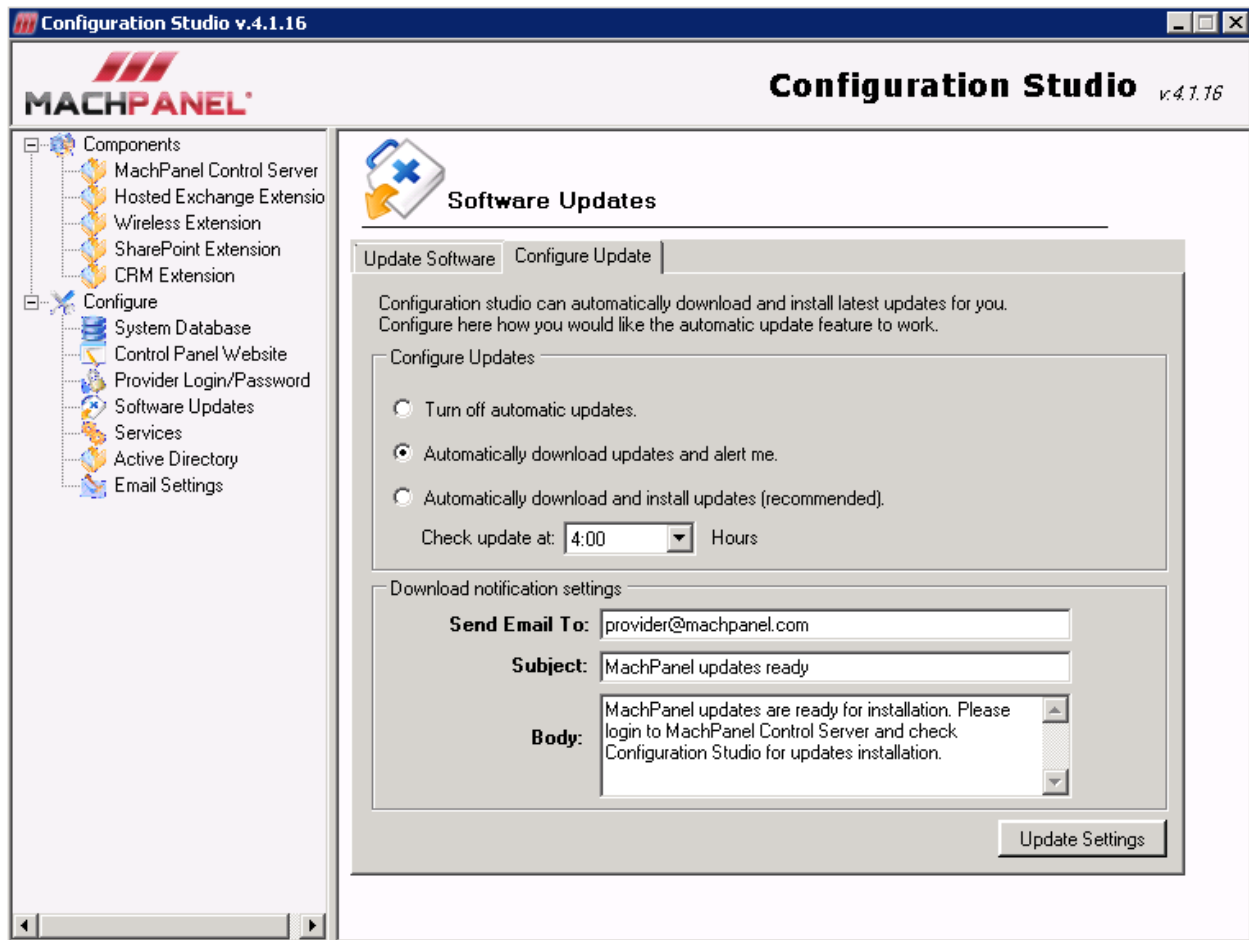 Configuration Studio v.4.1.16
MACHPANEL
Configuration Studio v.4.1.16
Components
MachPanel Control Server
Hosted Exchange Extensio
Wireless Extension
SharePoint Extension
CRM Extension
Configure
System Database
Control Panel Website
Provider Login/Password
Software Updates
Services
Active Directory
Email Settings
Software Updates
Update Software
Configure Update
Configuration studio can automatically download and install latest updates for you.
Configure here how you would like the automatic update feature to work.
Configure Updates
Turn off automatic updates.
Automatically download updates and alert me.
Automatically download and install updates (recommended).
Check update at: 4:00 Hours
Download notification settings
Send Email To: provider@machpanel.com
Subject: MachPanel updates ready
Body:
MachPanel updates are ready for installation. Please
login to MachPanel Control Server and check
Configuration Studio for updates installation.
Update Settings